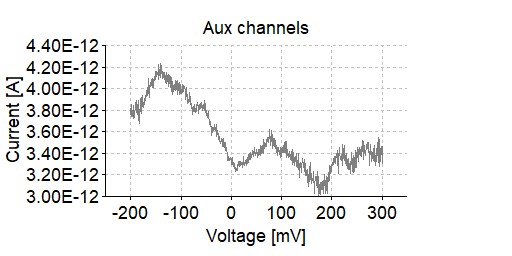 Aux channels
4.40E-12
4.20E-12
4.00E-12
3.80E-12
3.60E-12
3.40E-12
3.20E-12
3.00E-12
Current [A]
-200 -100 0 100 200 300
Voltage [mV]